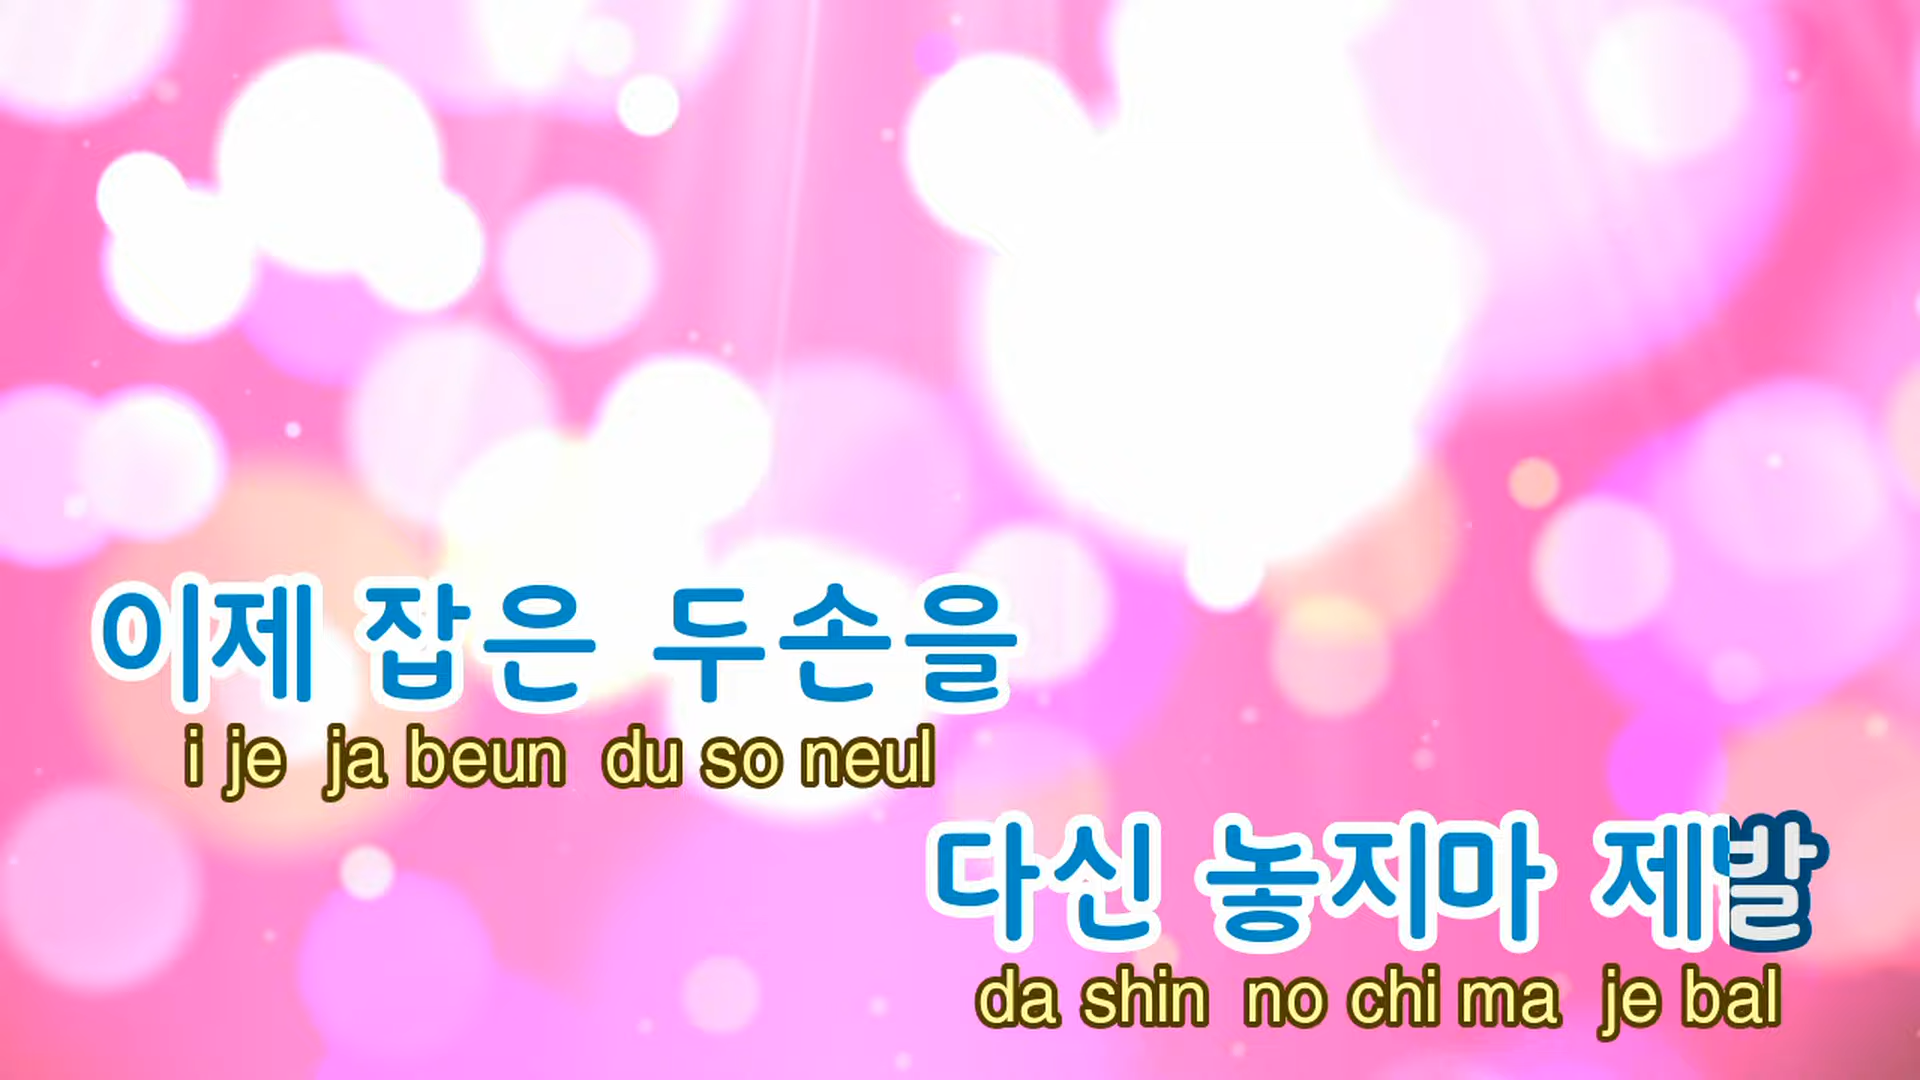 이제 잡은 두손을
i je ja beun du so neul
다신 놓지마 제발
da shin no chi ma je bal